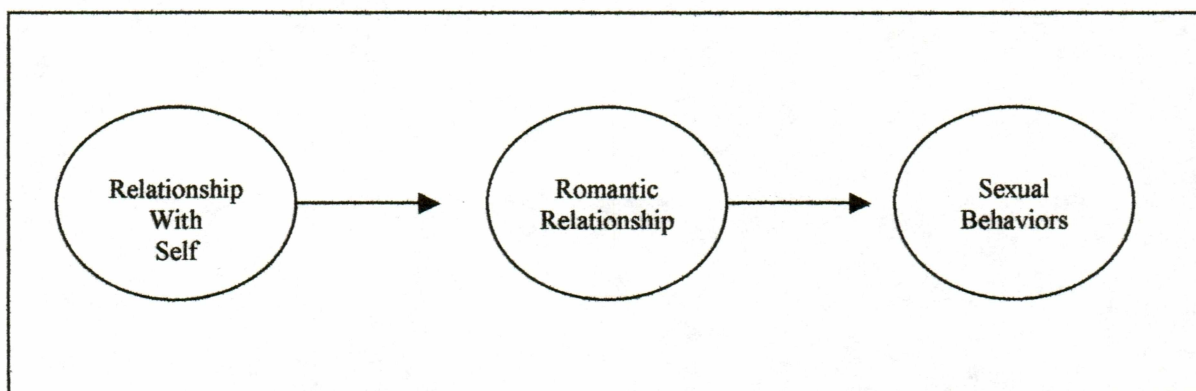 Relationship
With
Self
Romantic
Relationship
Sexual
Behaviors